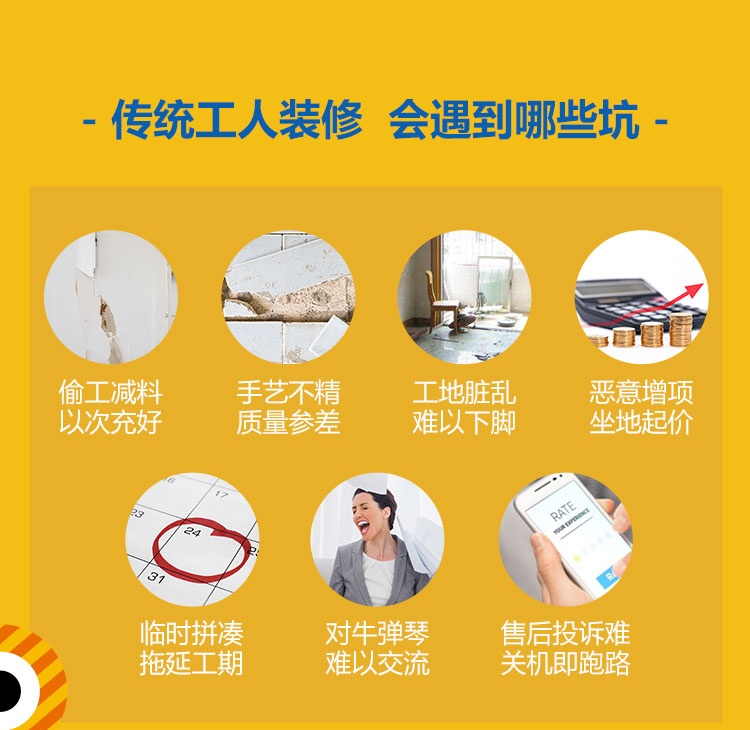 - 传统工人装修 会遇到哪些坑 -
偷工减料
以次充好
手艺不精
质量参差
工地脏乱
难以下脚
恶意增项
坐地起价
16
17
23
24
25
31
临时拼凑
拖延工期
对牛弹琴
难以交流
RATE
YOUR EXPERIENCE
售后投诉难
关机即跑路